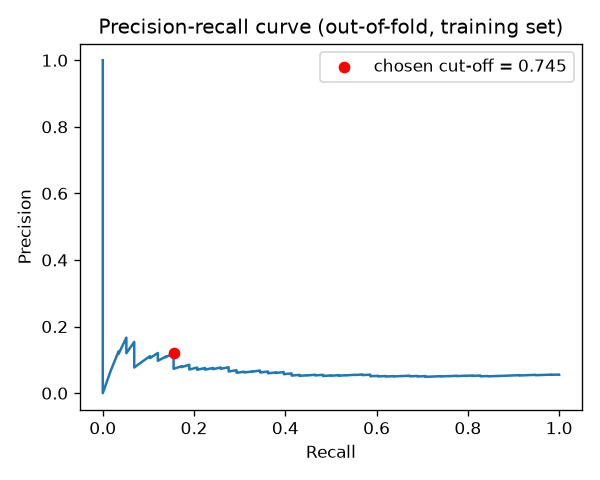 Precision-recall curve (out-of-fold, training set)
chosen cut-off = 0.745
1.0
0.8
0.6
0.4
0.2
0.0
Precision
0.0 0.2 0.4 0.6 0.8 1.0
Recall